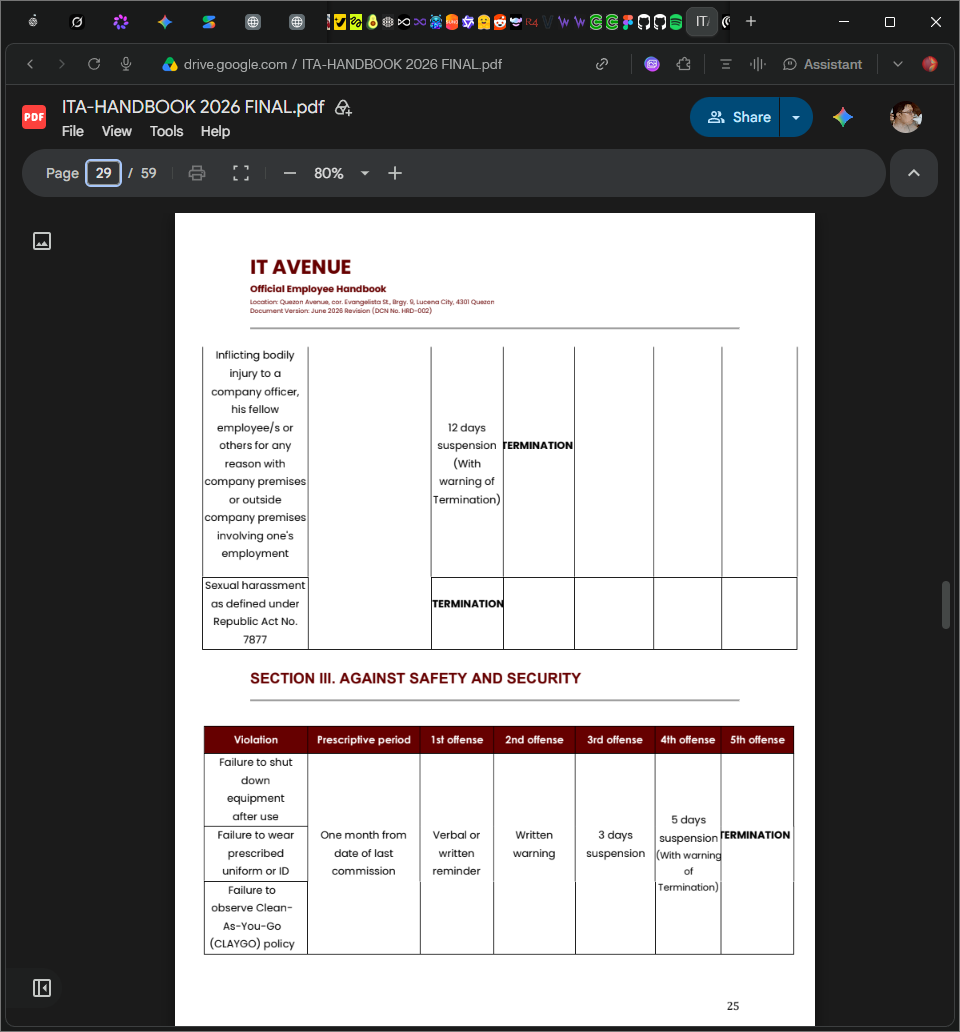 R4
ITA
drive.google.com / ITA-HANDBOOK 2026 FINAL.pdf
Assistant
PDF
ITA-HANDBOOK 2026 FINAL.pdf
File View Tools Help
Share
Page 29 / 59
80%
IT AVENUE
Official Employee Handbook
Location: Quezon Avenue, cor. Evangelista St., Brgy. 9, Lucena City, 4301 Quezon
Document Version: June 2026 Revision (DCN No. HRD-002)
Inflicting bodily
injury to a
company officer,
his fellow
employee/s or
others for any
reason with
company premises
or outside
company premises
involving one's
employment
12 days
suspension
(With
warning of
Termination)
TERMINATION
Sexual harassment
as defined under
Republic Act No.
7877
TERMINATION
SECTION III. AGAINST SAFETY AND SECURITY
Violation Prescriptive period 1st offense 2nd offense 3rd offense 4th offense 5th offense
Failure to shut
down
equipment
after use
Failure to wear
prescribed
uniform or ID
Failure to
observe Clean-
As-You-Go
(CLAYGO) policy
One month from
date of last
commission
Verbal or
written
reminder
Written
warning
3 days
suspension
5 days
suspension
(With warning
of
Termination)
TERMINATION
25